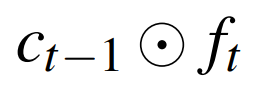 c_{t-1} ⊙ f_t